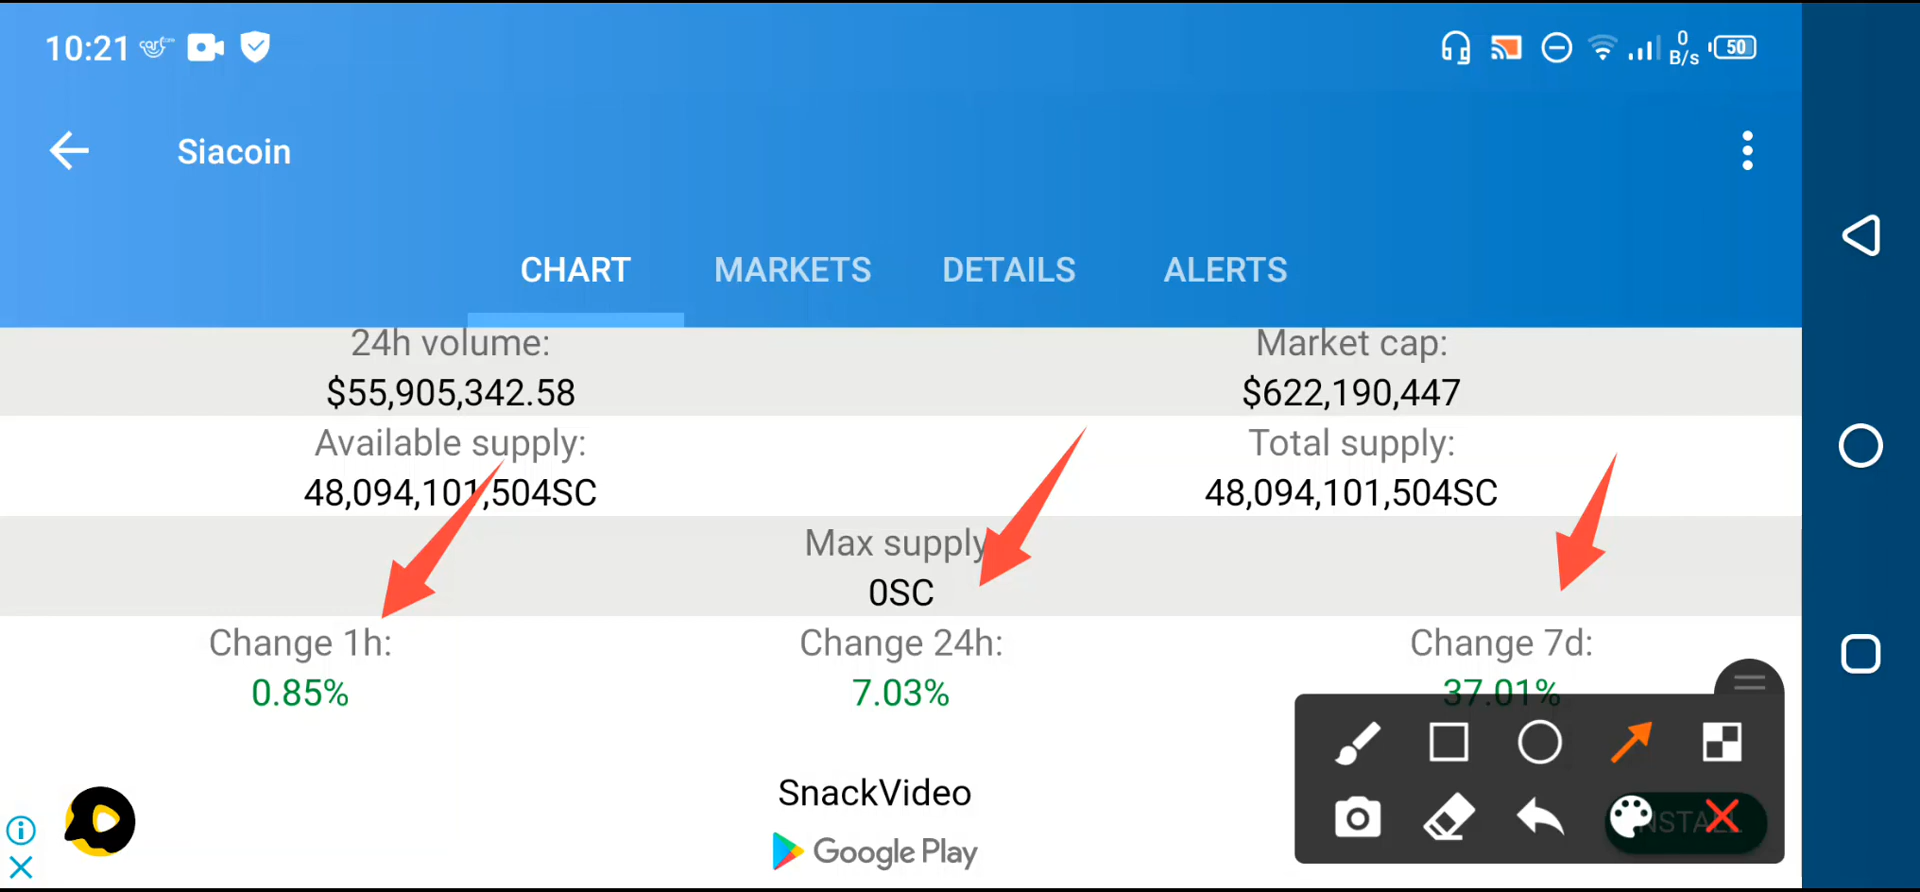 10:21
0
B/s
50
Siacoin
CHART MARKETS DETAILS ALERTS
24h volume: Market cap:
$55,905,342.58 $622,190,447
Available supply: Total supply:
48,094,101,504SC 48,094,101,504SC
Max supply
0SC
Change 1h: Change 24h: Change 7d:
0.85% 7.03% 37.01%
SnackVideo
Google Play